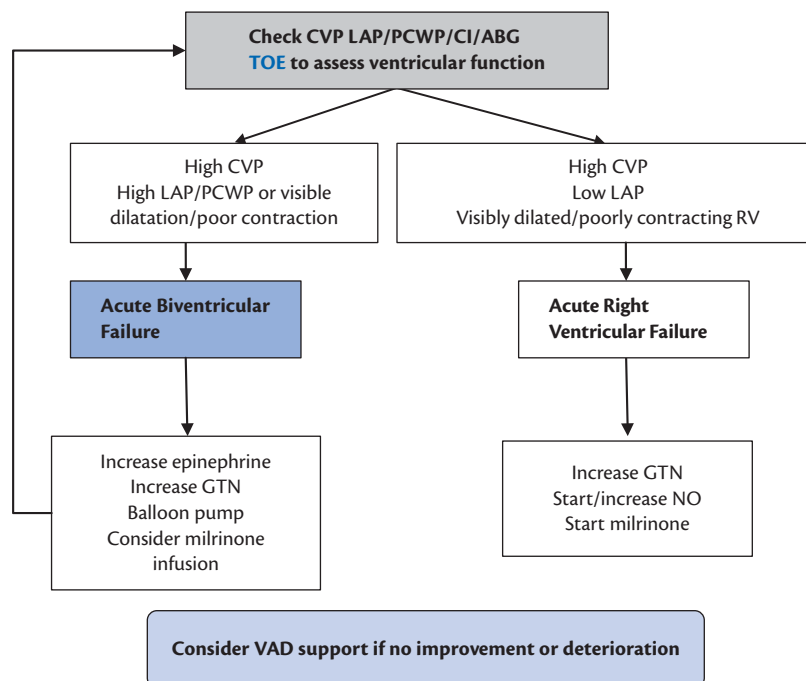 Check CVP LAP/PCWP/CI/ABG
TOE to assess ventricular function
High CVP
High LAP/PCWP or visible
dilatation/poor contraction
High CVP
Low LAP
Visibly dilated/poorly contracting RV
Acute Biventricular
Failure
Acute Right
Ventricular Failure
Increase epinephrine
Increase GTN
Balloon pump
Consider milrinone
infusion
Increase GTN
Start/increase NO
Start milrinone
Consider VAD support if no improvement or deterioration